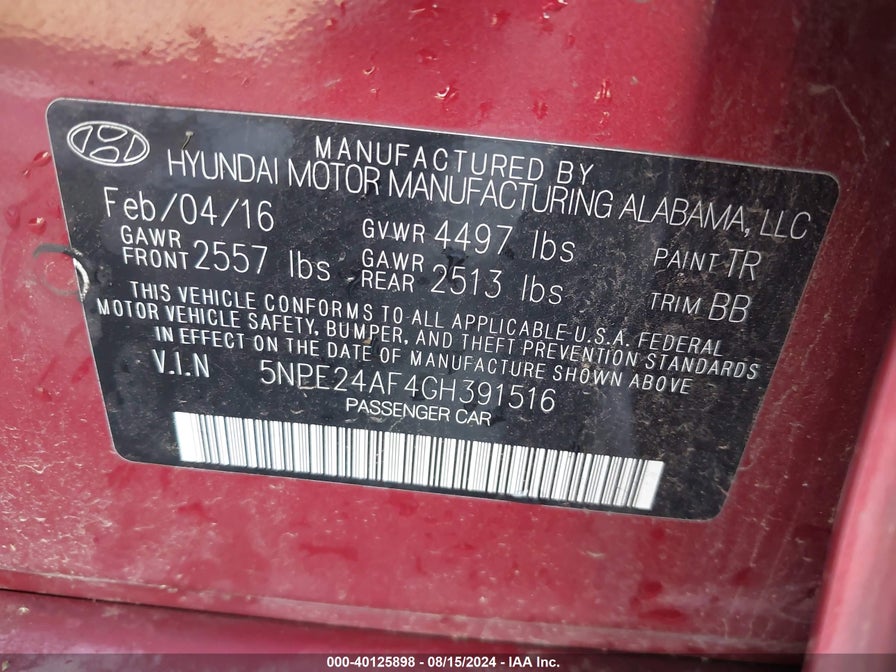 MANUFACTURED BY
HYUNDAI MOTOR MANUFACTURING ALABAMA, LLC
Feb/04/16
GVWR 4497 lbs
PAINT TR
GAWR FRONT 2557 lbs
GAWR REAR 2513 lbs
TRIM BB
THIS VEHICLE CONFORMS TO ALL APPLICABLE U.S.A. FEDERAL
MOTOR VEHICLE SAFETY, BUMPER, AND THEFT PREVENTION STANDARDS
IN EFFECT ON THE DATE OF MANUFACTURE SHOWN ABOVE
V.I.N 5NPE24AF4GH391516
PASSENGER CAR
000-40125898 - 08/15/2024 - IAA Inc.